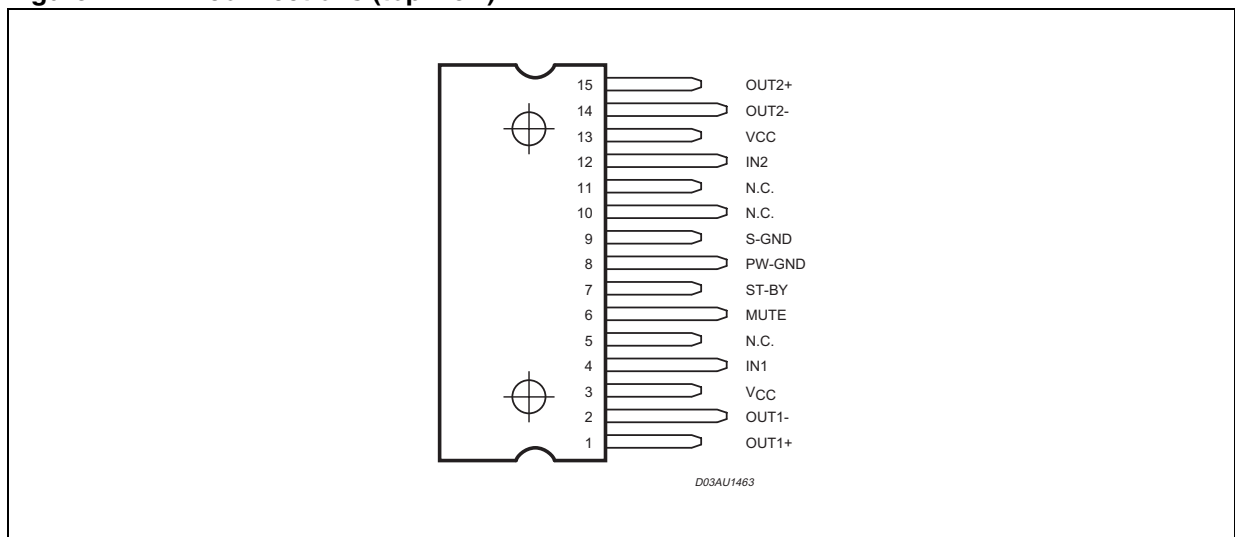 15 OUT2+
14 OUT2-
13 VCC
12 IN2
11 N.C.
10 N.C.
9 S-GND
8 PW-GND
7 ST-BY
6 MUTE
5 N.C.
4 IN1
3 VCC
2 OUT1-
1 OUT1+
D03AU1463